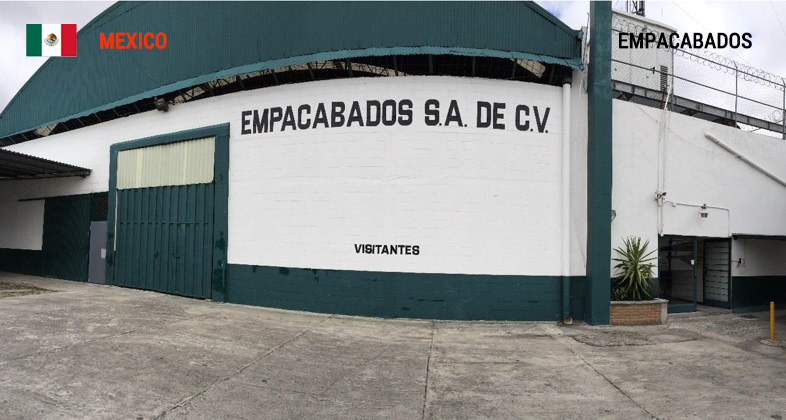 MEXICO
EMPACABADOS
EMPACABADOS S.A. DE C.V.
VISITANTES